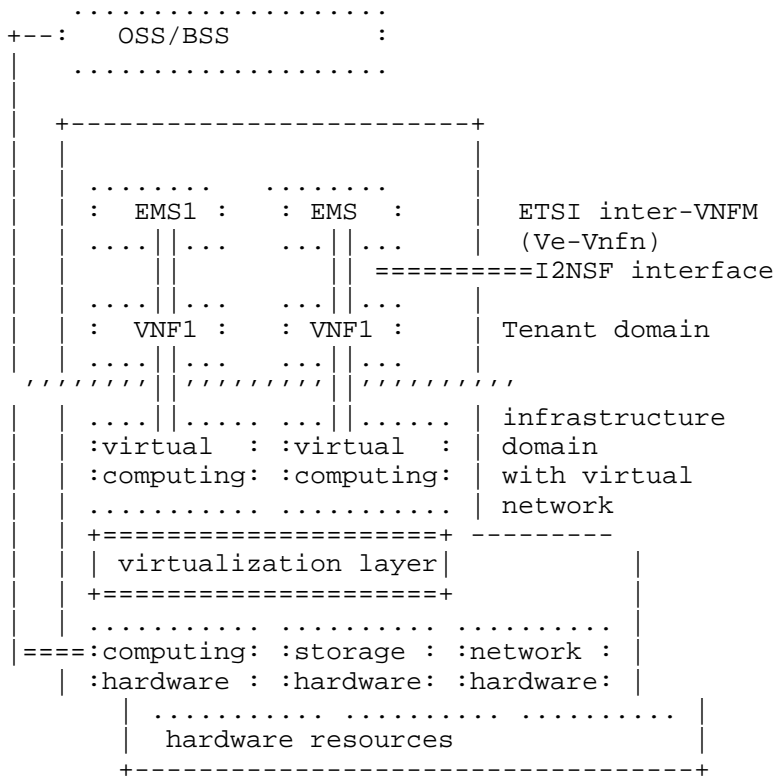 OSS/BSS
EMS1 EMS ETSI inter-VNFM
(Ve-Vnfn)
I2NSF interface
VNF1 VNF1 Tenant domain
infrastructure
virtual virtual domain
computing computing with virtual
network
virtualization layer
computing storage network
hardware hardware hardware
hardware resources